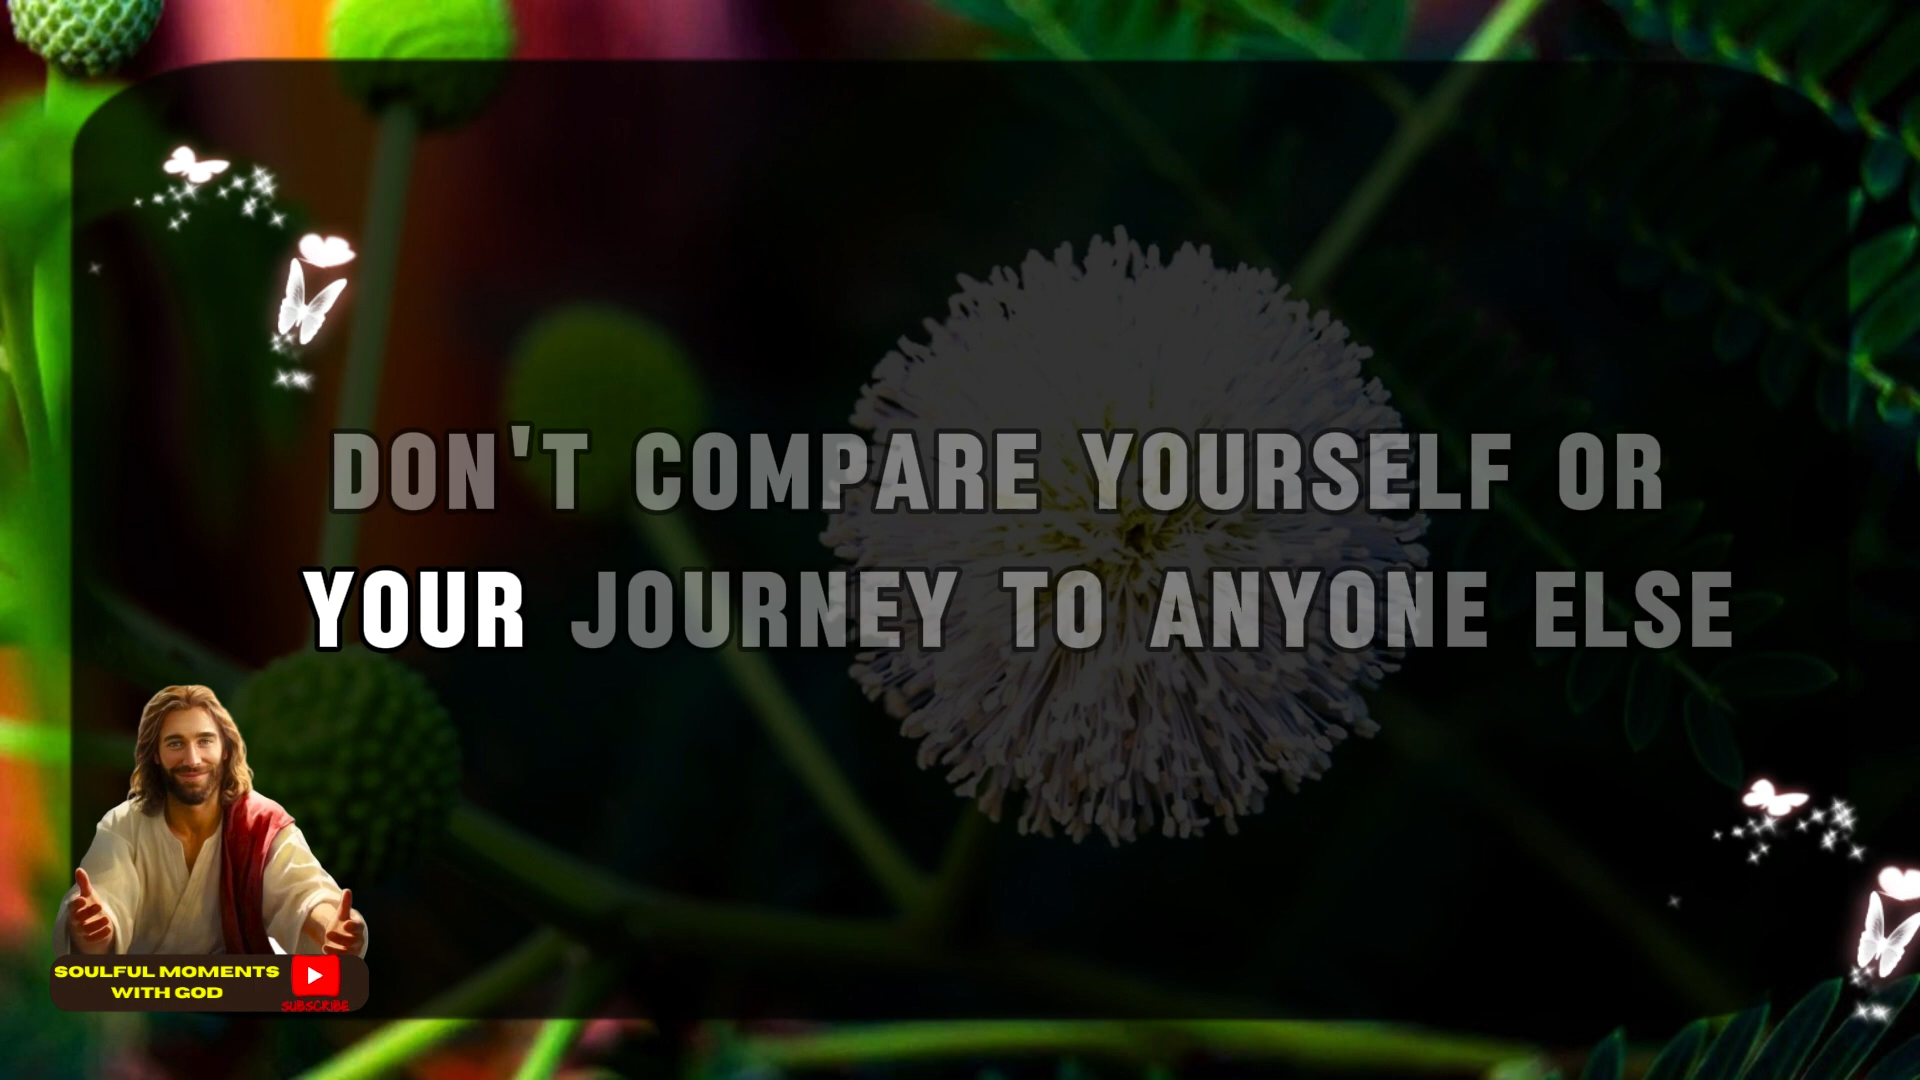 DON'T COMPARE YOURSELF OR
YOUR JOURNEY TO ANYONE ELSE
SOULFUL MOMENTS
WITH GOD
SUBSCRIBE